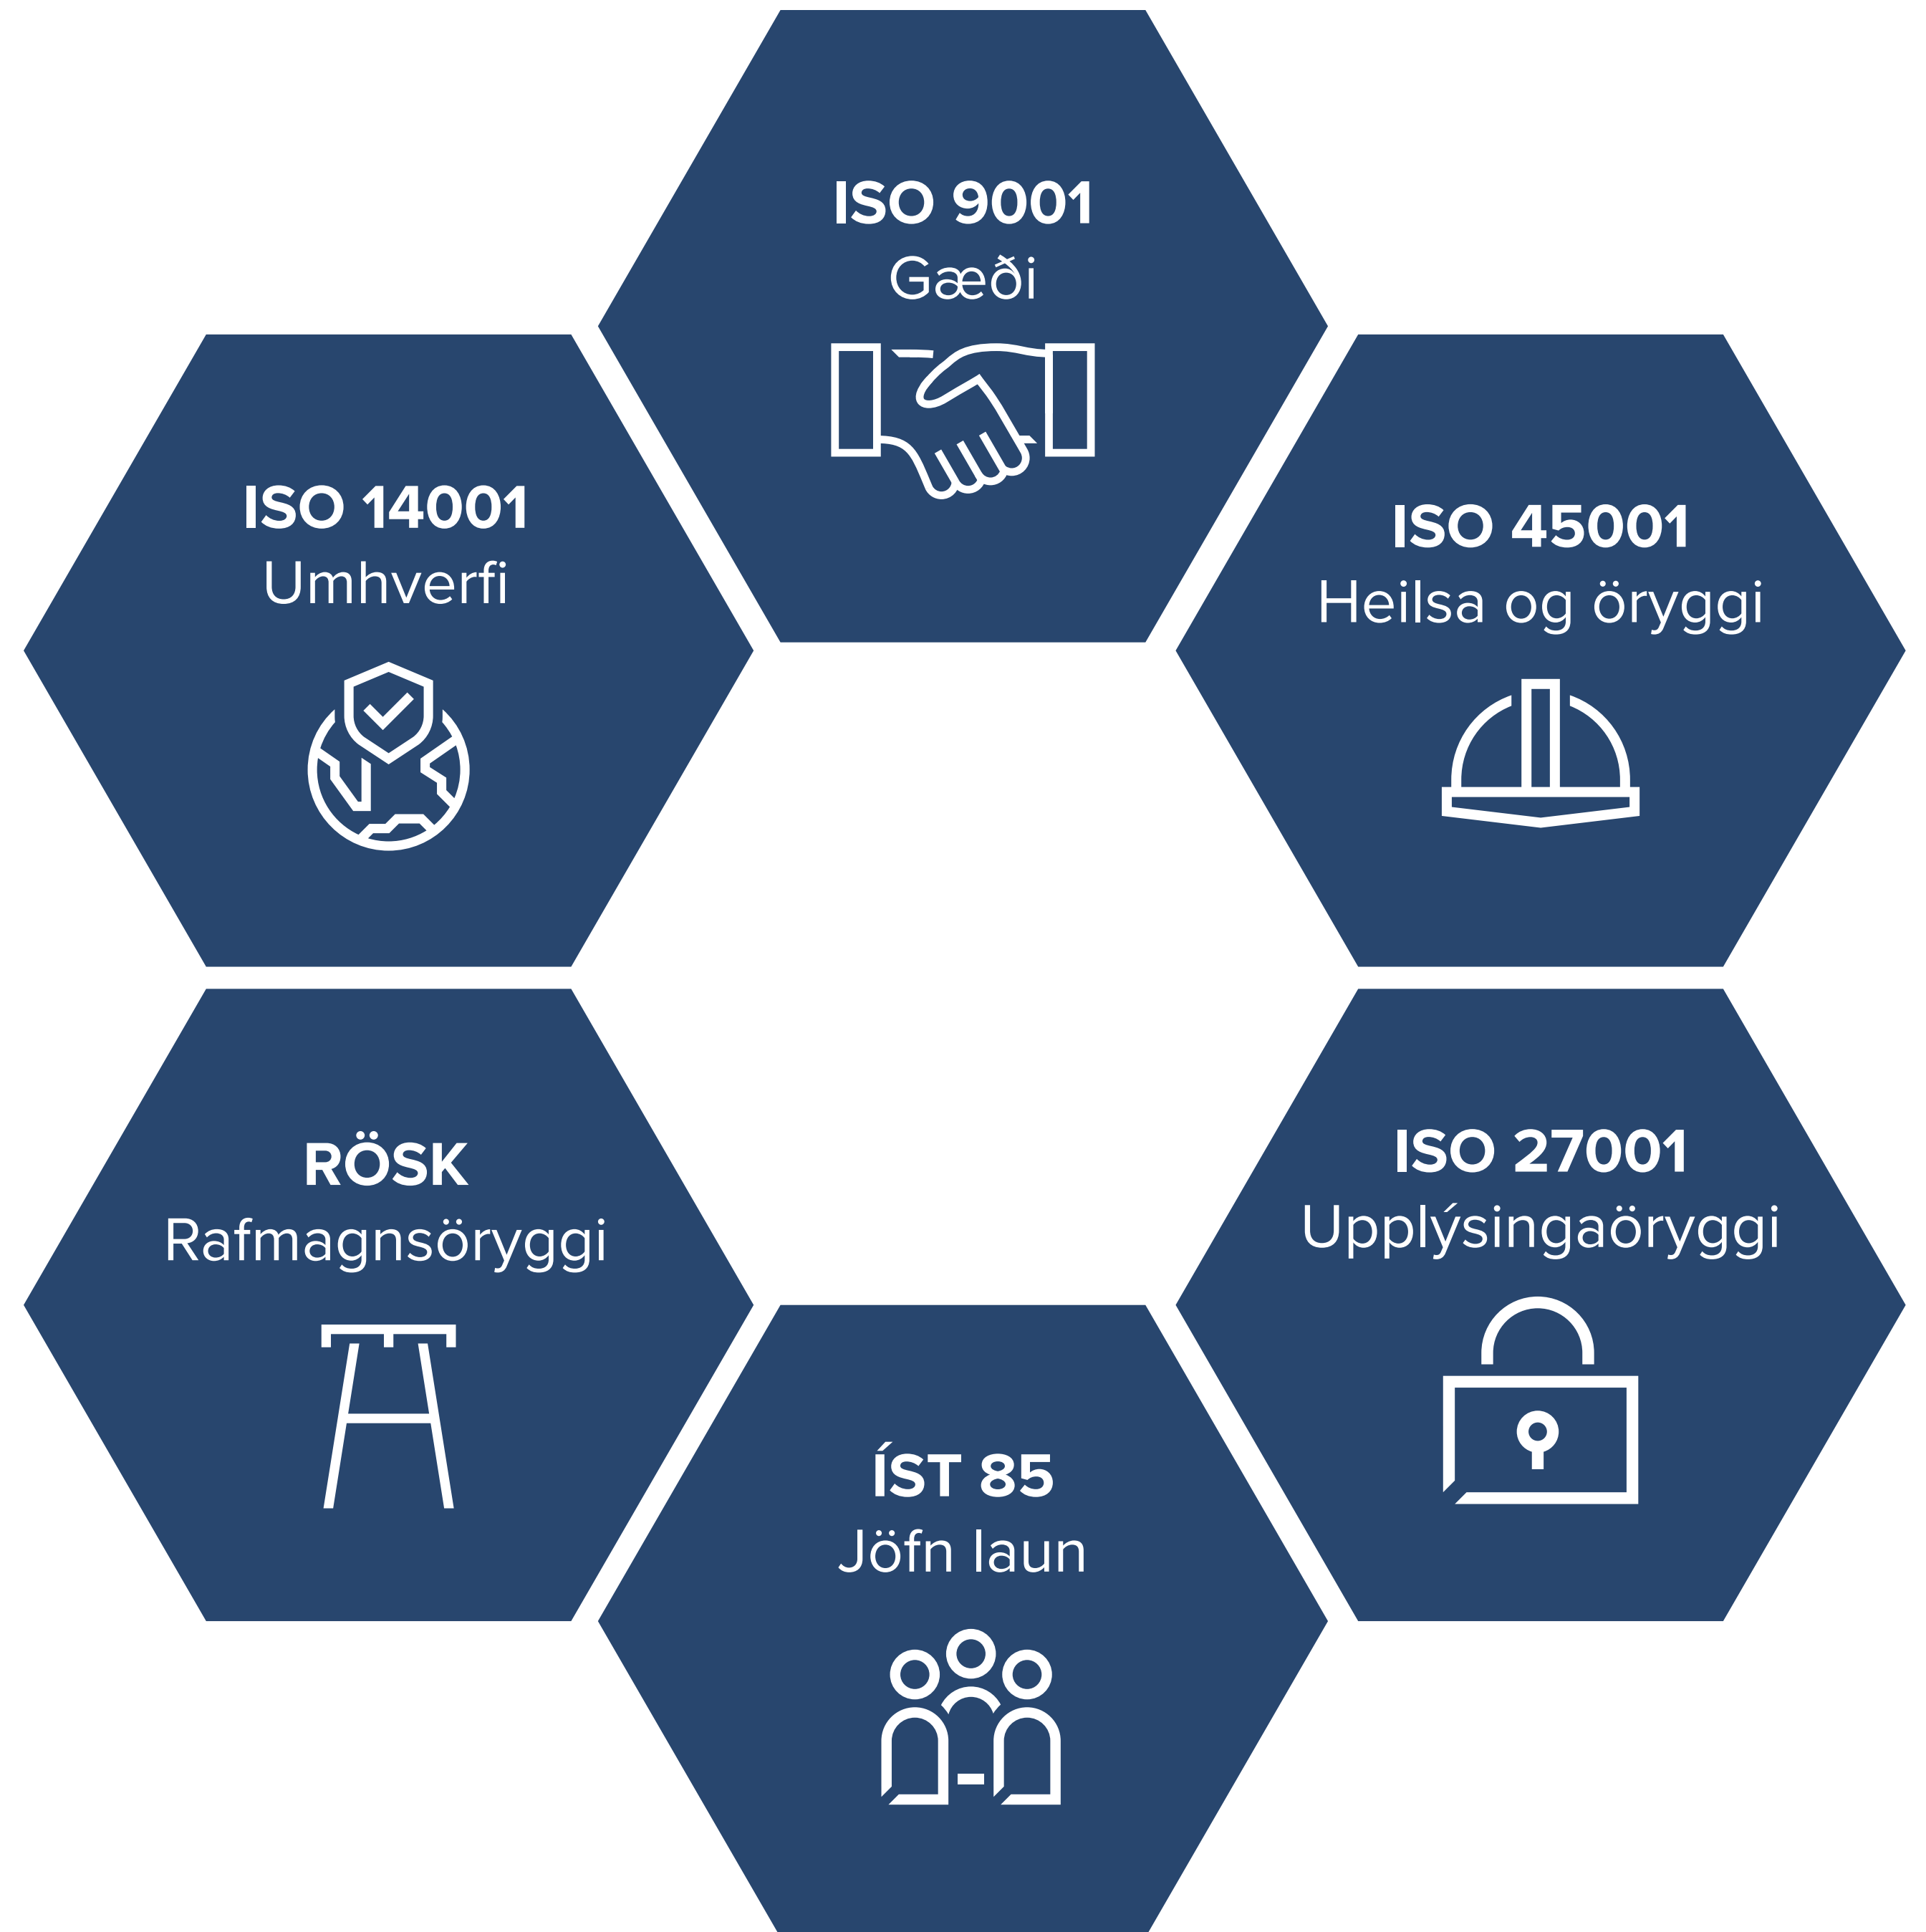 ISO 9001
Gæði
ISO 14001
Umhverfi
ISO 45001
Heilsa og öryggi
RÖSK
Rafmagnsöryggi
ISO 27001
Upplýsingaöryggi
ÍST 85
Jöfn laun